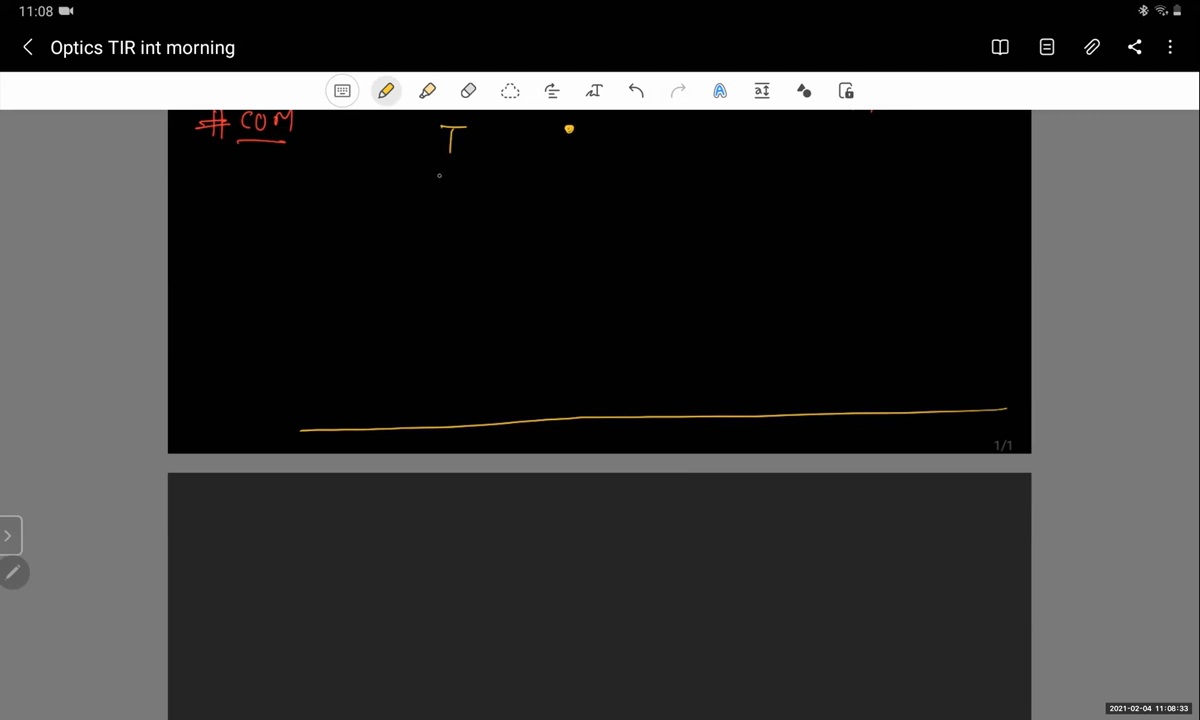 11:08
Optics TIR int morning
# COM
T
1/1
2021-02-04 11:08:33